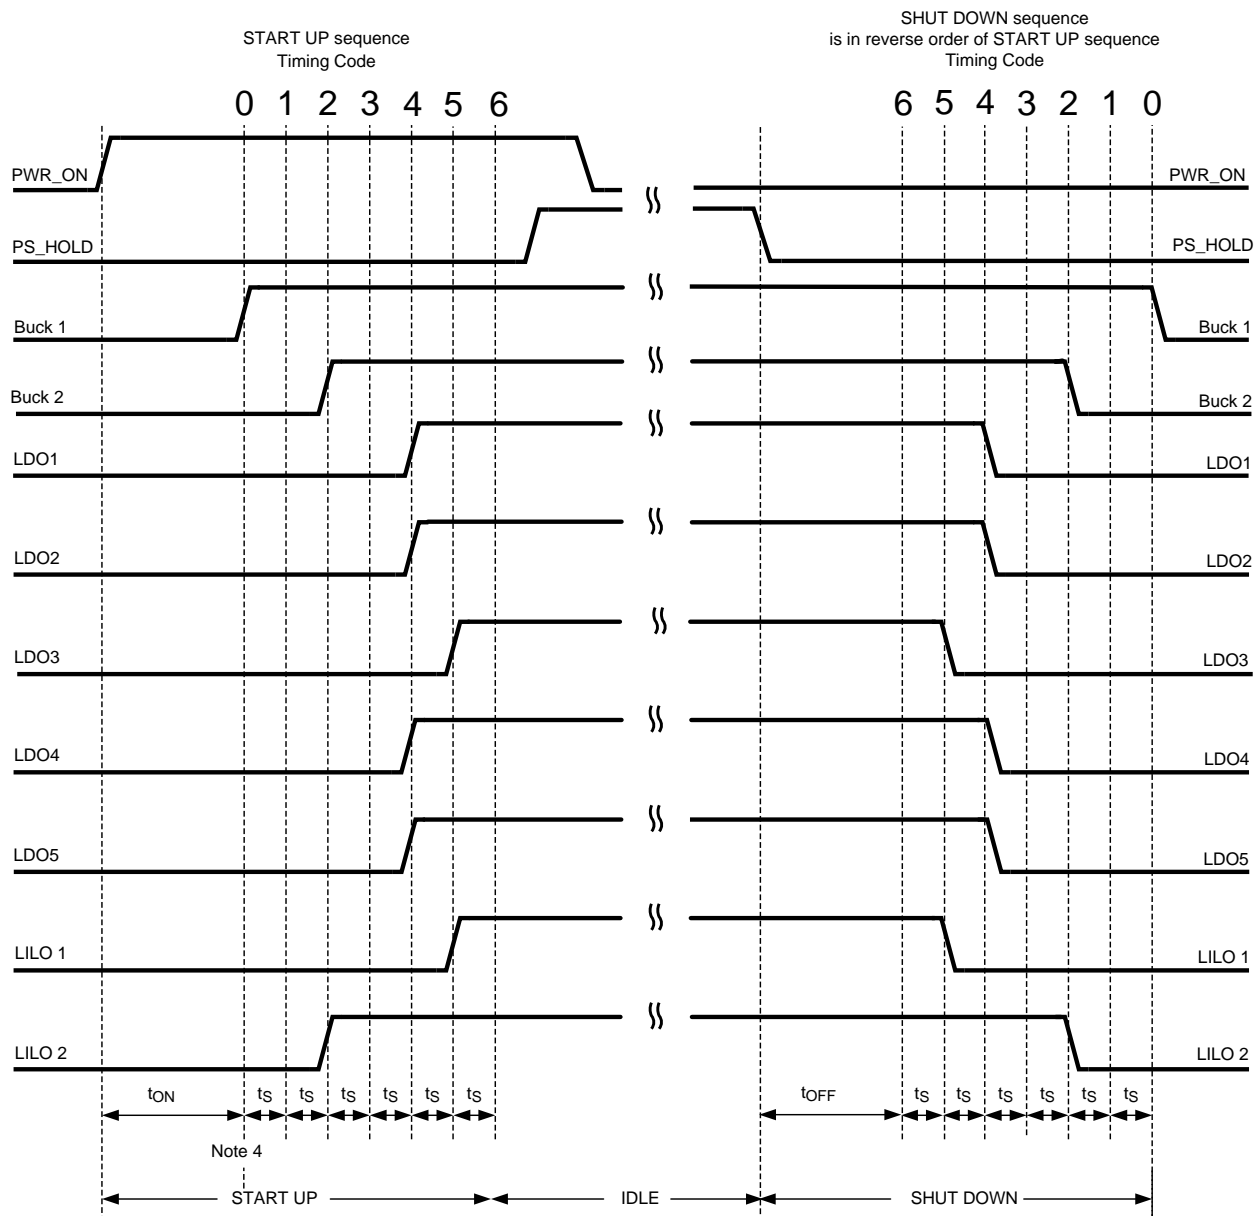 START UP sequence
Timing Code
SHUT DOWN sequence
is in reverse order of START UP sequence
Timing Code
0 1 2 3 4 5 6
6 5 4 3 2 1 0
PWR_ON
PWR_ON
PS_HOLD
PS_HOLD
Buck 1
Buck 1
Buck 2
Buck 2
LDO1
LDO1
LDO2
LDO2
LDO3
LDO3
LDO4
LDO4
LDO5
LDO5
LILO 1
LILO 1
LILO 2
LILO 2
tON tS tS tS tS tS tS
tOFF tS tS tS tS tS tS
Note 4
START UP
IDLE
SHUT DOWN